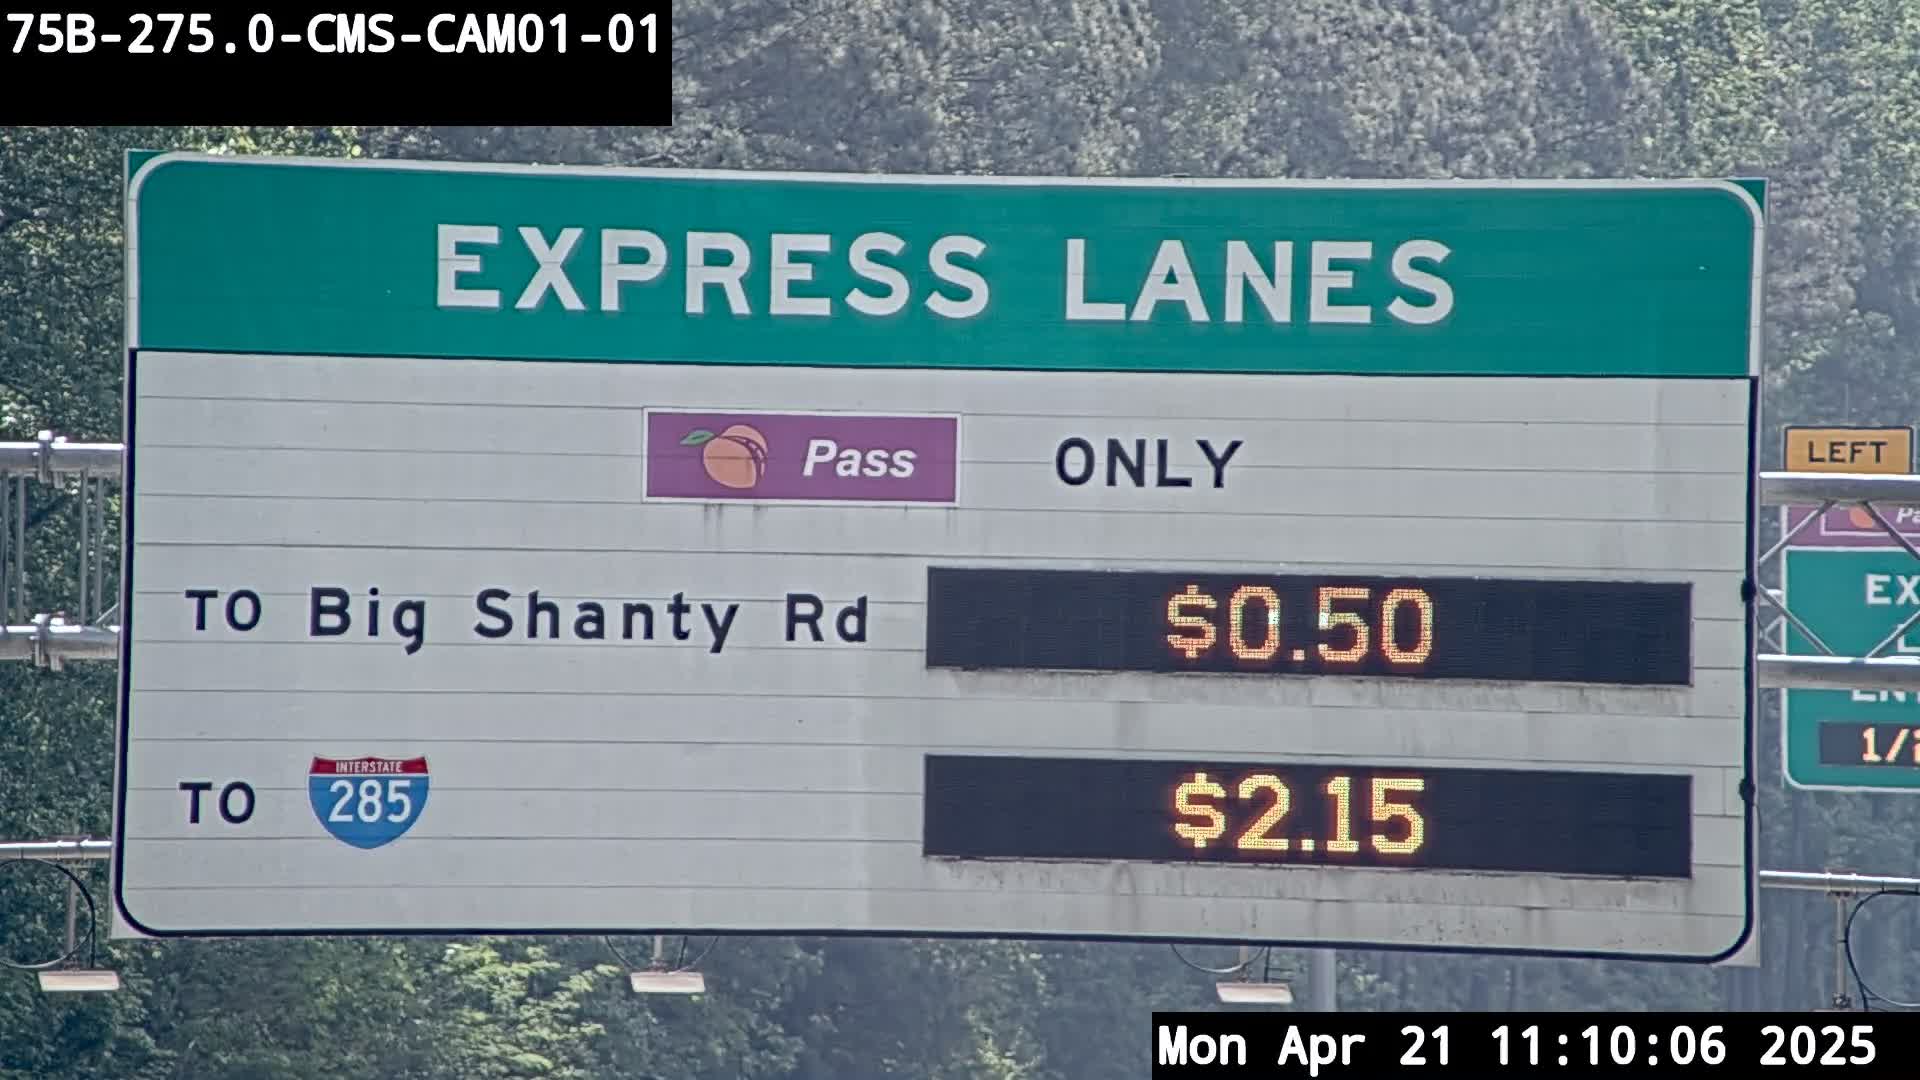 75B-275.0-CMS-CAM01-01
EXPRESS LANES
Pass ONLY
TO Big Shanty Rd $0.50
TO INTERSTATE 285 $2.15
LEFT
Mon Apr 21 11:10:06 2025